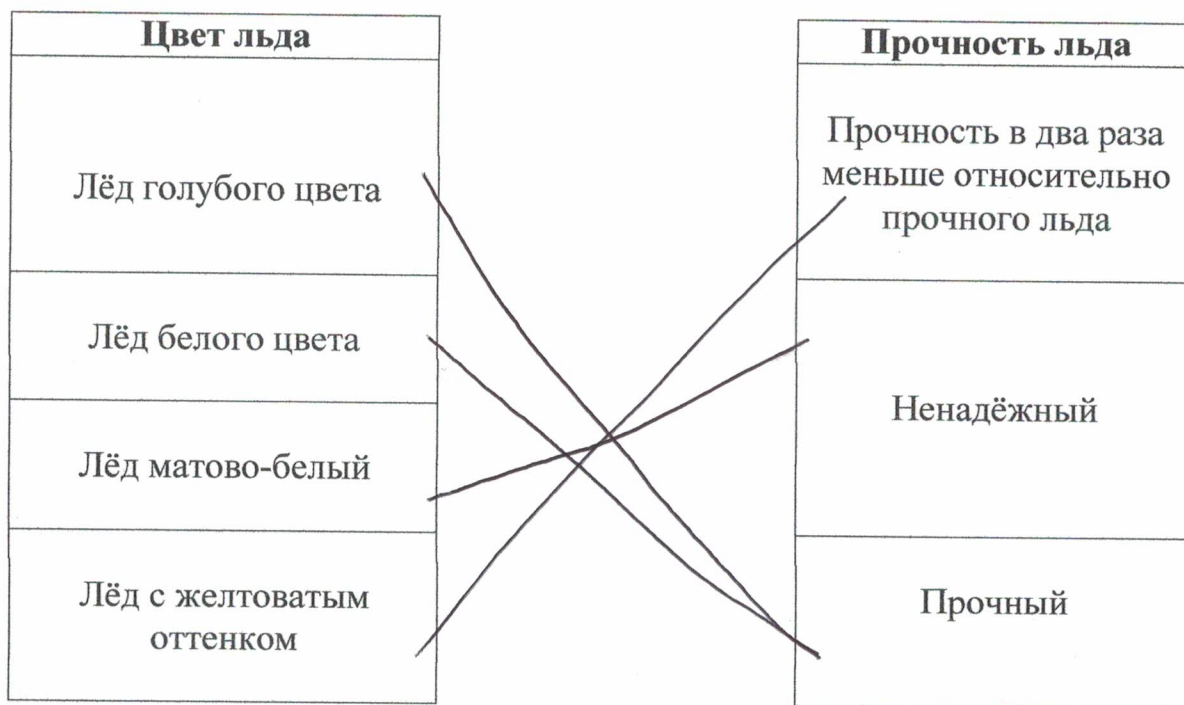 Цвет льда
Лёд голубого цвета
Лёд белого цвета
Лёд матово-белый
Лёд с желтоватым
оттенком
Прочность льда
Прочность в два раза
меньше относительно
прочного льда
Ненадёжный
Прочный